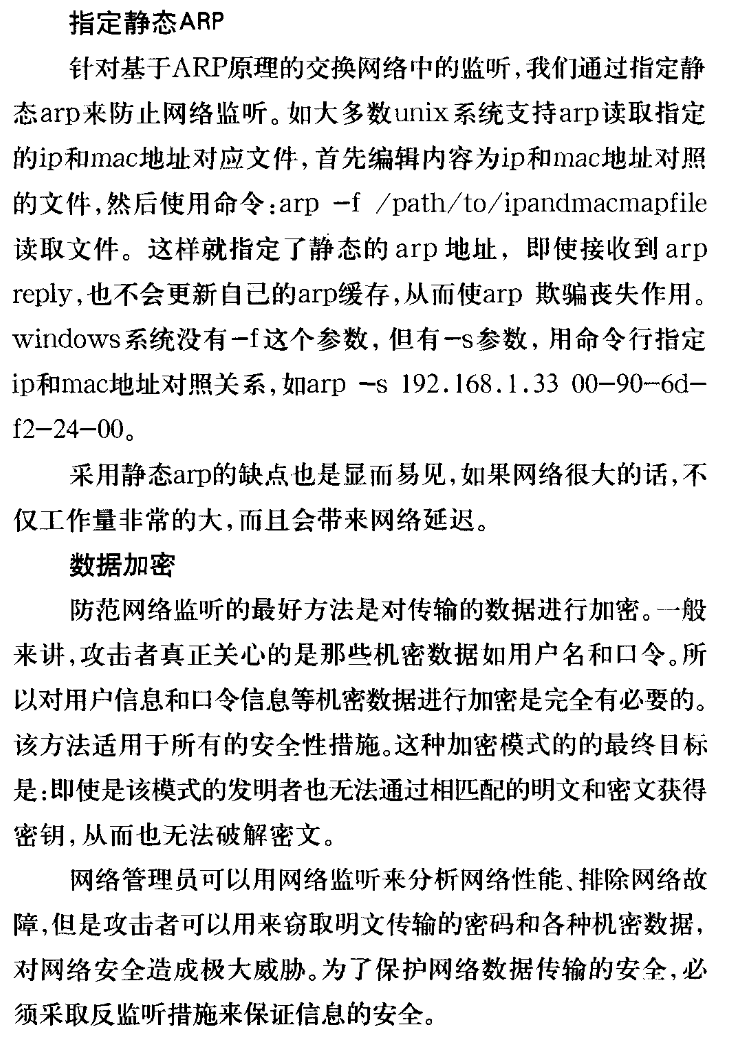 指定静态ARP
针对基于ARP原理的交换网络中的监听,我们通过指定静
态arp来防止网络监听。如大多数unix系统支持arp读取指定
的ip和mac地址对应文件,首先编辑内容为ip和mac地址对照
的文件,然后使用命令:arp -f /path/to/ipandmacmapfile
读取文件。这样就指定了静态的arp地址,即使接收到arp
reply,也不会更新自己的arp缓存,从而使arp 欺骗丧失作用。
windows系统没有-f这个参数,但有-s参数,用命令行指定
ip和mac地址对照关系,如arp -s 192.168.1.33 00-90-6d-
f2-24-00。
采用静态arp的缺点也是显而易见,如果网络很大的话,不
仅工作量非常的大,而且会带来网络延迟。
数据加密
防范网络监听的最好方法是对传输的数据进行加密。一般
来讲,攻击者真正关心的是那些机密数据如用户名和口令。所
以对用户信息和口令信息等机密数据进行加密是完全有必要的。
该方法适用于所有的安全性措施。这种加密模式的的最终目标
是:即使是该模式的发明者也无法通过相匹配的明文和密文获得
密钥,从而也无法破解密文。
网络管理员可以用网络监听来分析网络性能、排除网络故
障,但是攻击者可以用来窃取明文传输的密码和各种机密数据,
对网络安全造成极大威胁。为了保护网络数据传输的安全,必
须采取反监听措施来保证信息的安全。